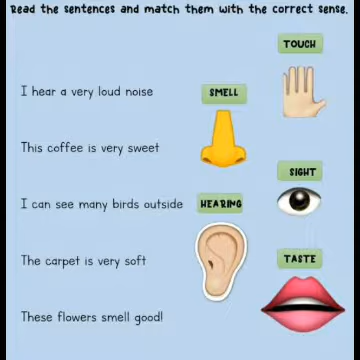 Read the sentences and match them with the correct sense.
TOUCH
I hear a very loud noise
SMELL
This coffee is very sweet
SIGHT
I can see many birds outside
HEARING
The carpet is very soft
TASTE
These flowers smell good!